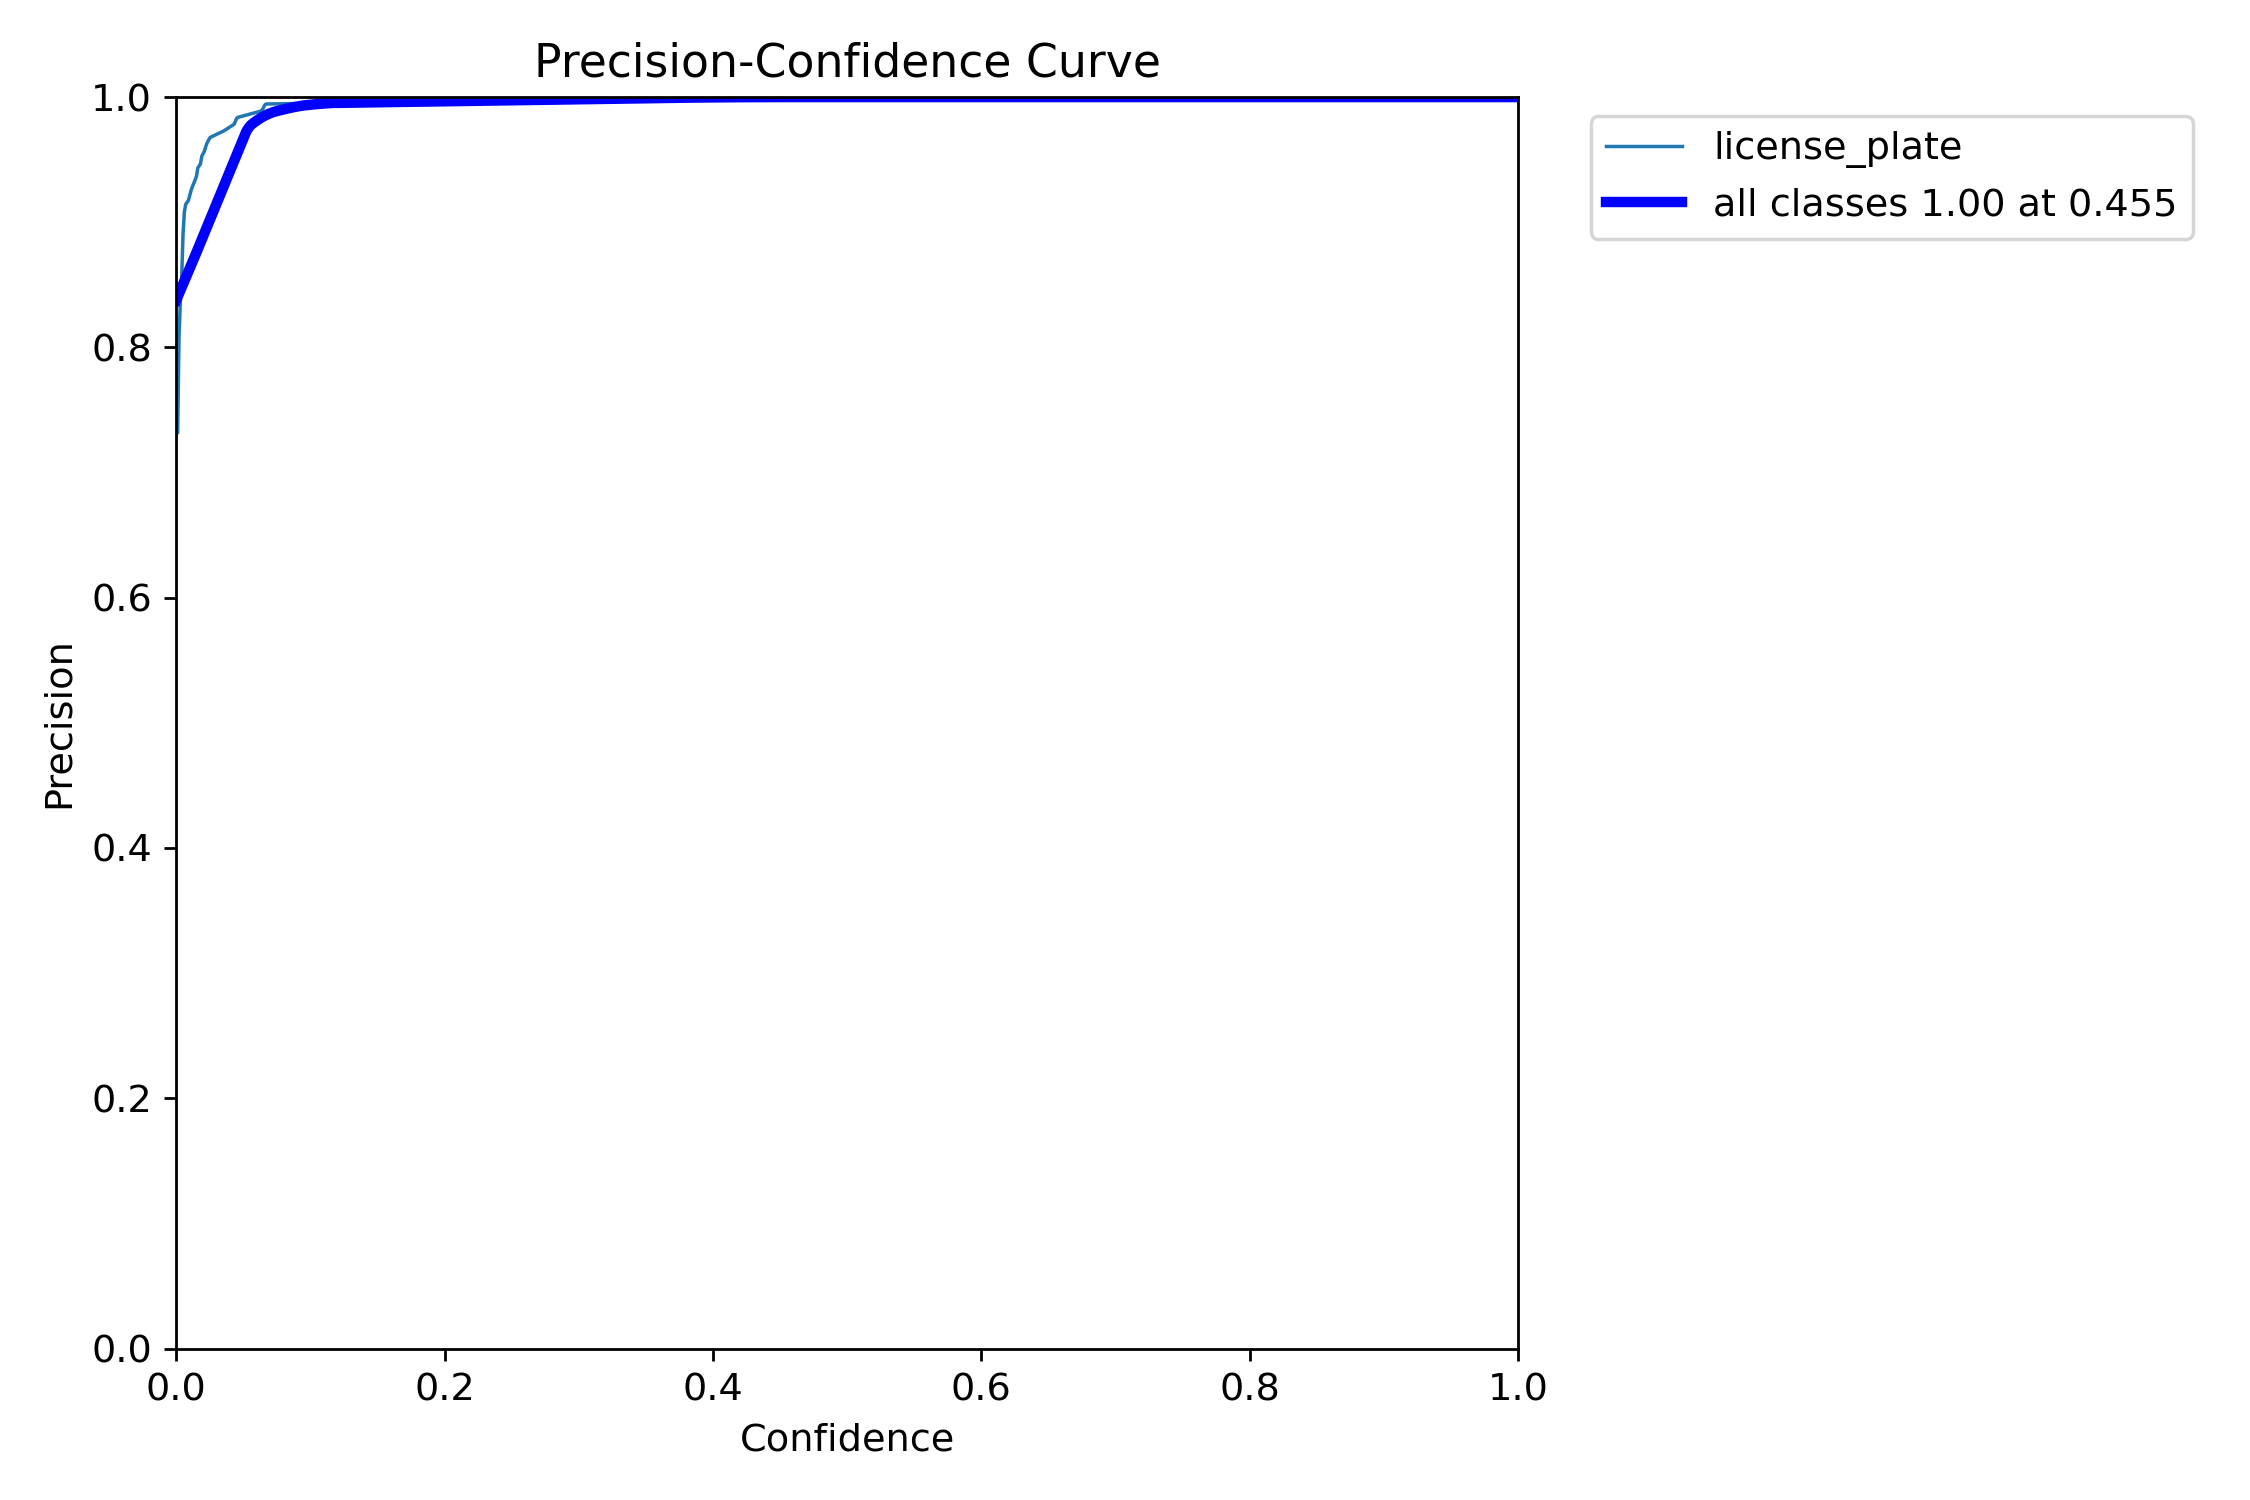 Precision-Confidence Curve
1.0
0.8
0.6
0.4
0.2
0.0
Precision
0.0 0.2 0.4 0.6 0.8 1.0
Confidence
license_plate
all classes 1.00 at 0.455